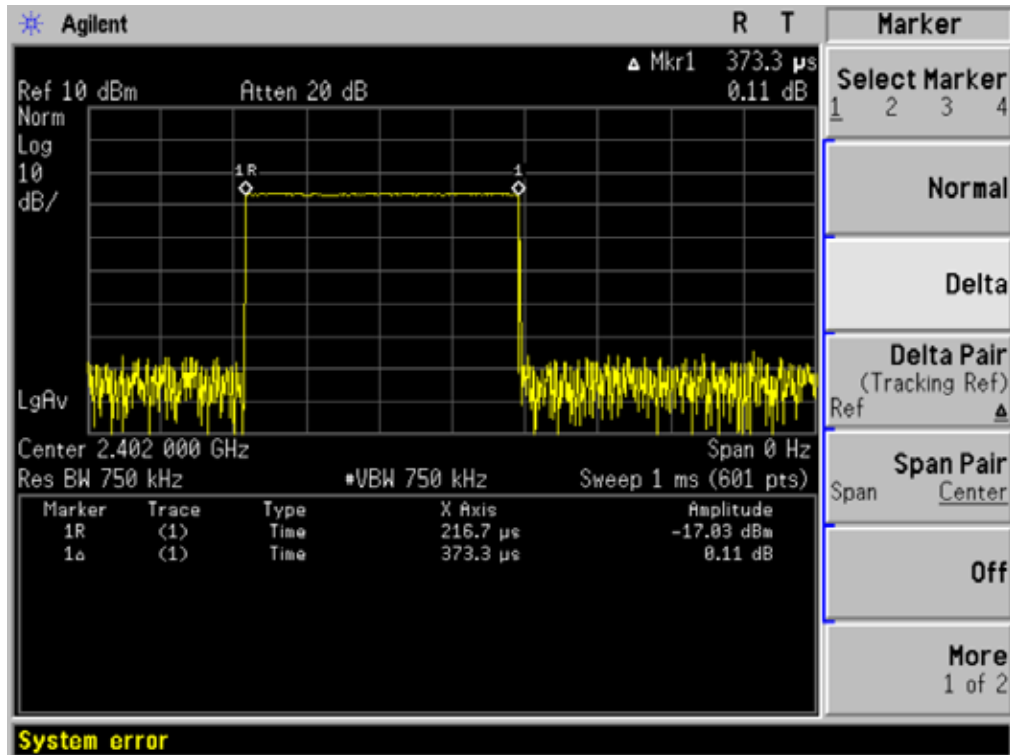 Agilent R T Marker
Δ Mkr1 373.3 µs
Ref 10 dBm Atten 20 dB 0.11 dB
Norm
Log
10
dB/
1R 1
LgAv
Center 2.402 000 GHz Span 0 Hz
Res BW 750 kHz #VBW 750 kHz Sweep 1 ms (601 pts)
Marker Trace Type X Axis Amplitude
1R (1) Time 216.7 µs -17.03 dBm
1Δ (1) Time 373.3 µs 0.11 dB
System error
Select Marker
1 2 3 4
Normal
Delta
Delta Pair
(Tracking Ref)
Ref Δ
Span Pair
Span Center
Off
More
1 of 2